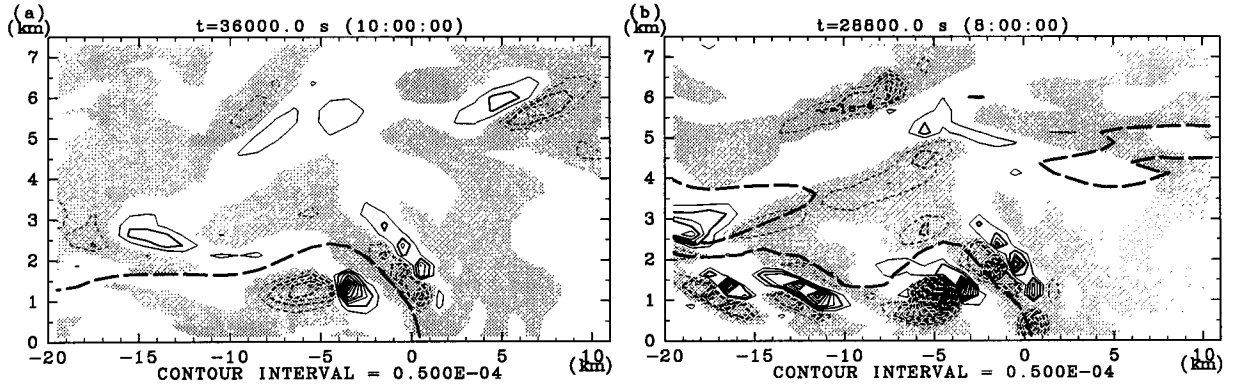 (a)
(km)
t=36000.0 s (10:00:00)
7
6
5
4
3
2
1
0
-20 -15 -10 -5 0 5 10
(km)
CONTOUR INTERVAL = 0.500E-04
(b)
(km)
t=28800.0 s (8:00:00)
7
6
5
4
3
2
1
0
-20 -15 -10 -5 0 5 10
(km)
CONTOUR INTERVAL = 0.500E-04